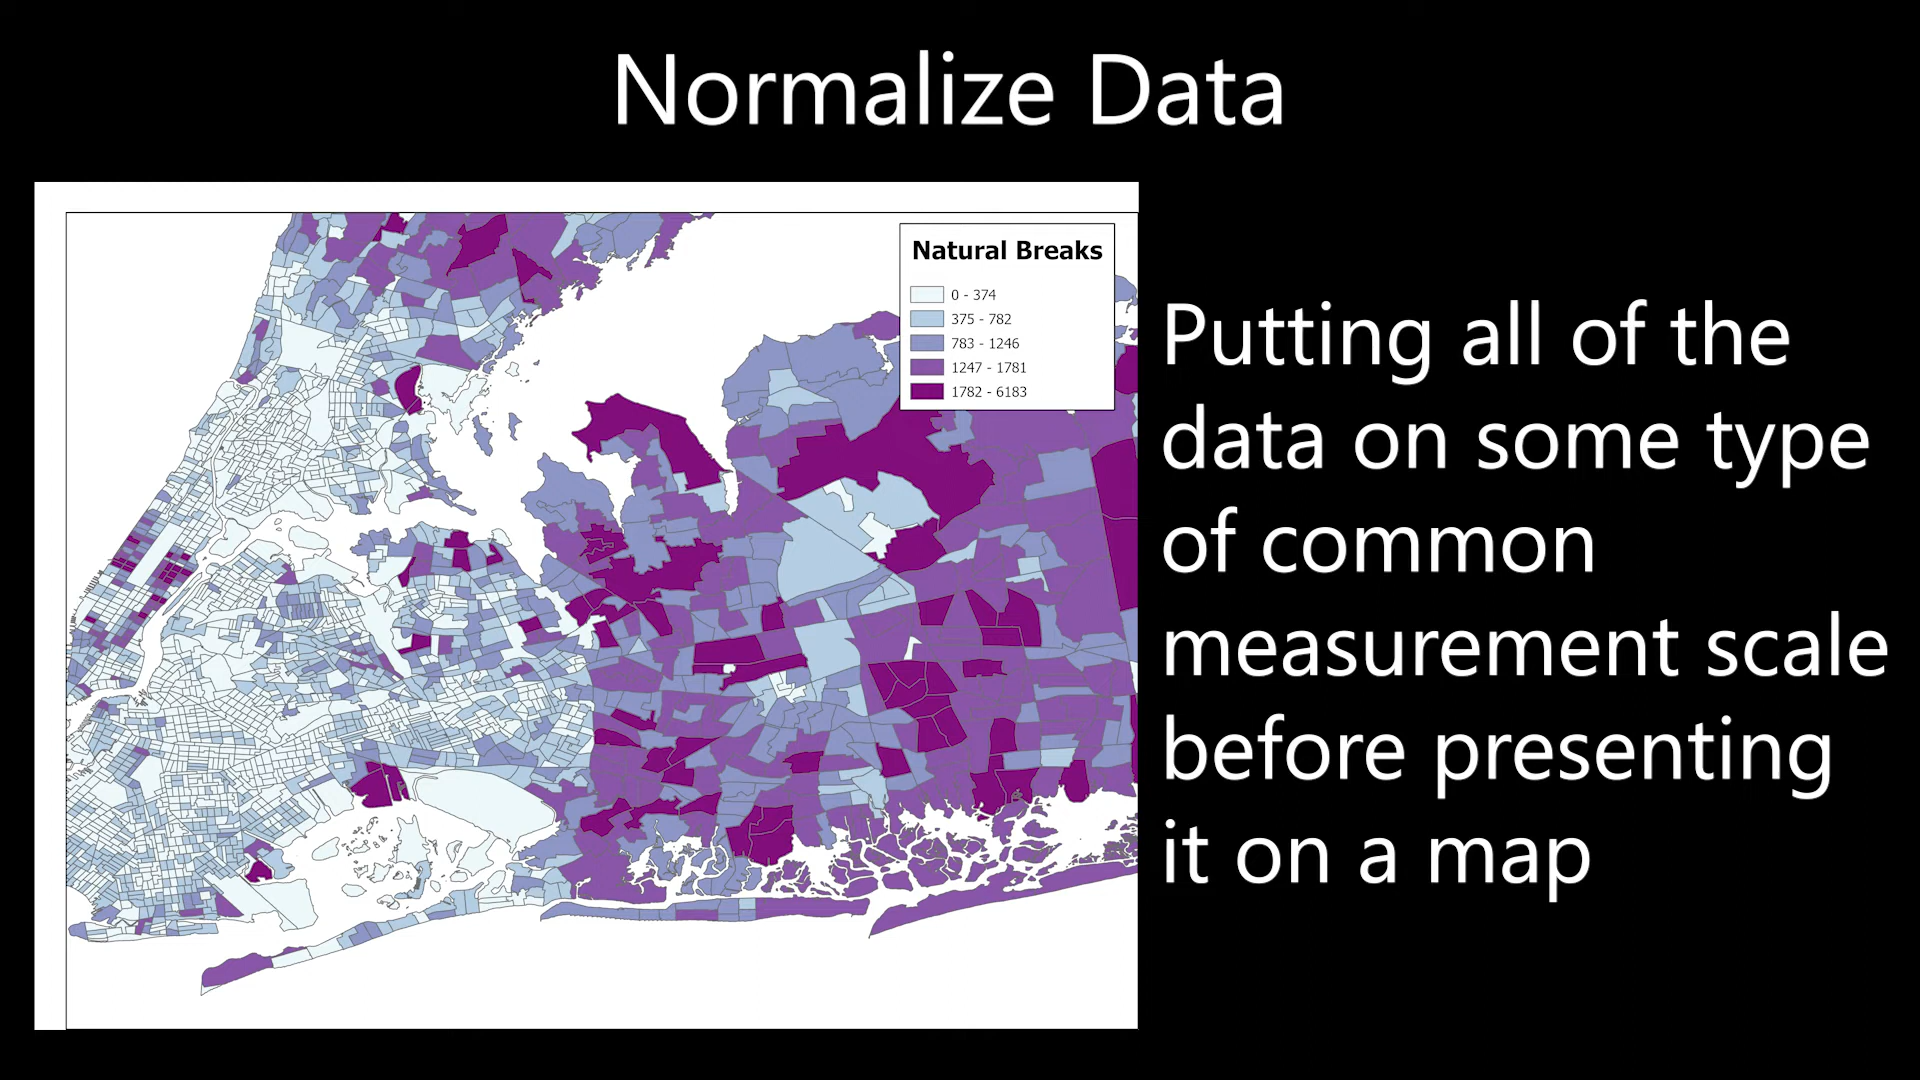 Normalize Data
Natural Breaks
0 - 374
375 - 782
783 - 1246
1247 - 1781
1782 - 6183
Putting all of the
data on some type
of common
measurement scale
before presenting
it on a map